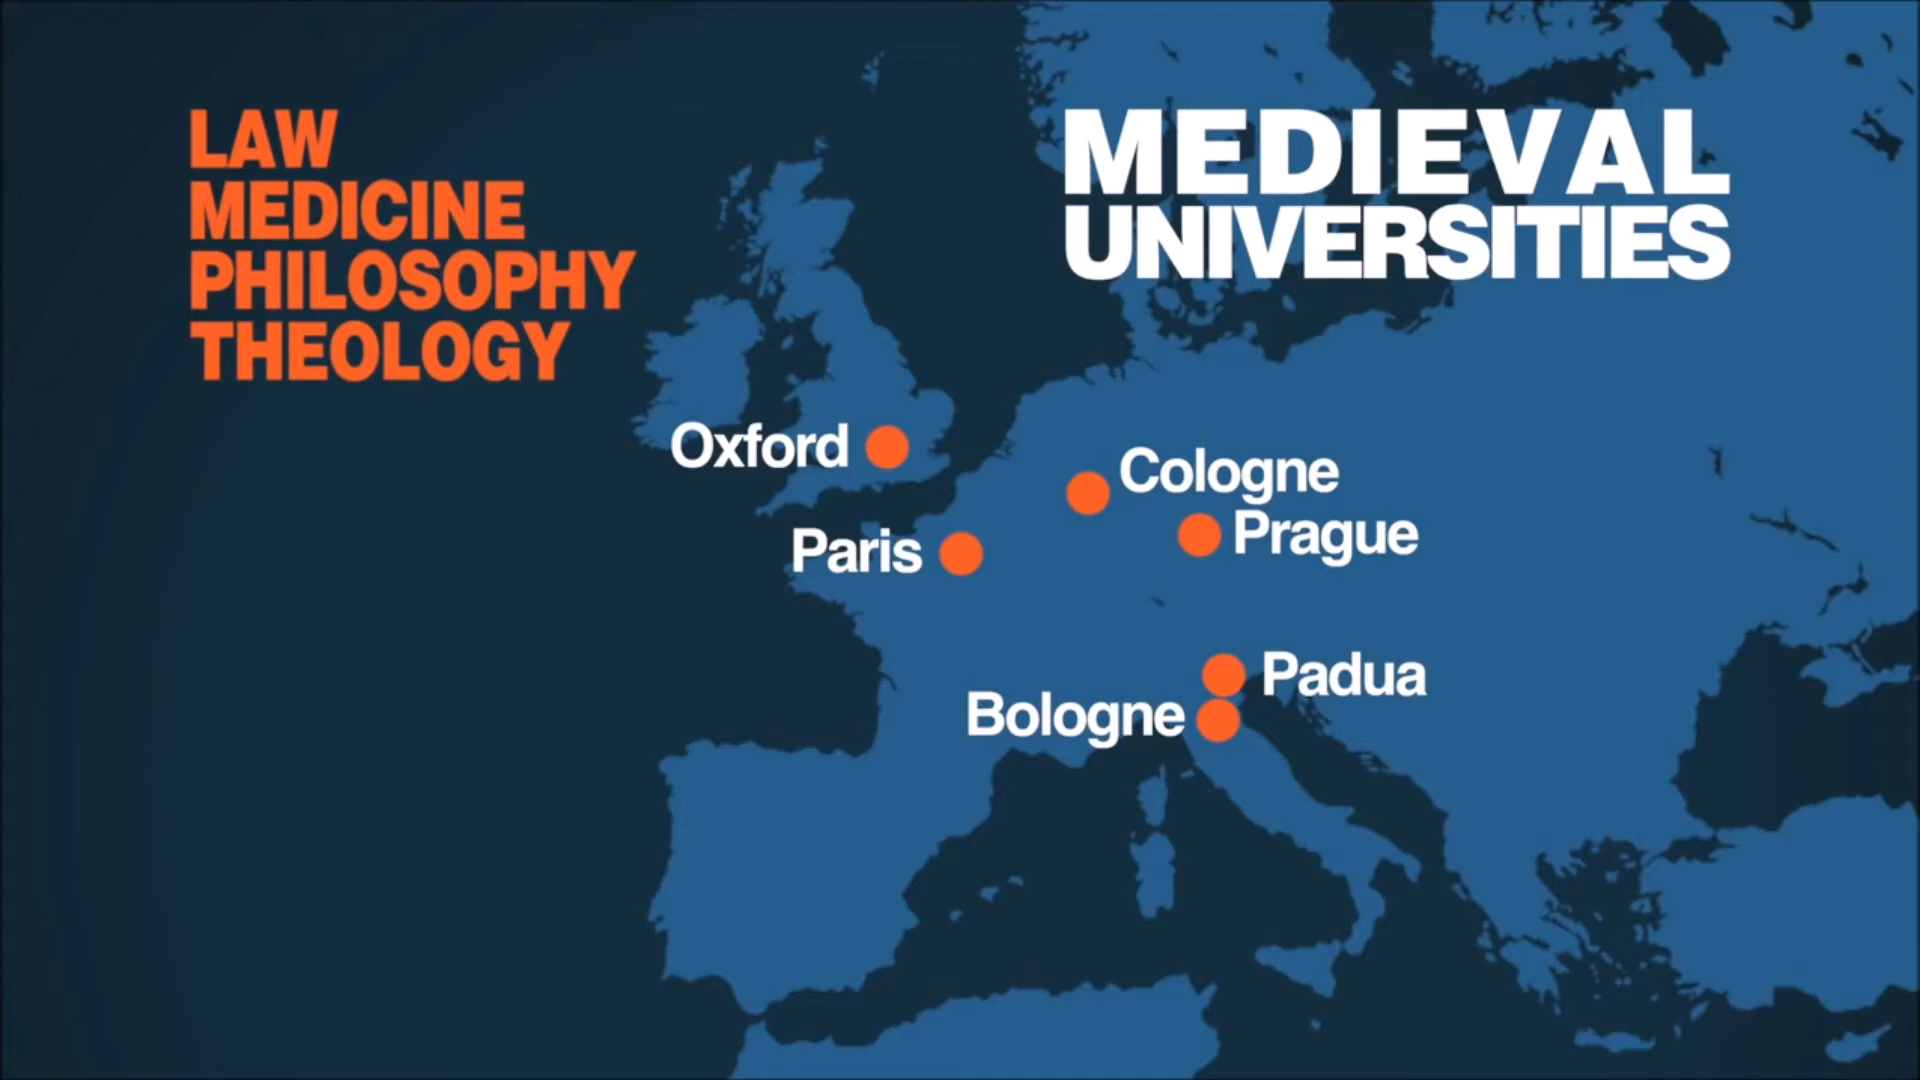 LAW
MEDICINE
PHILOSOPHY
THEOLOGY
MEDIEVAL
UNIVERSITIES
Oxford
Cologne
Prague
Paris
Padua
Bologne